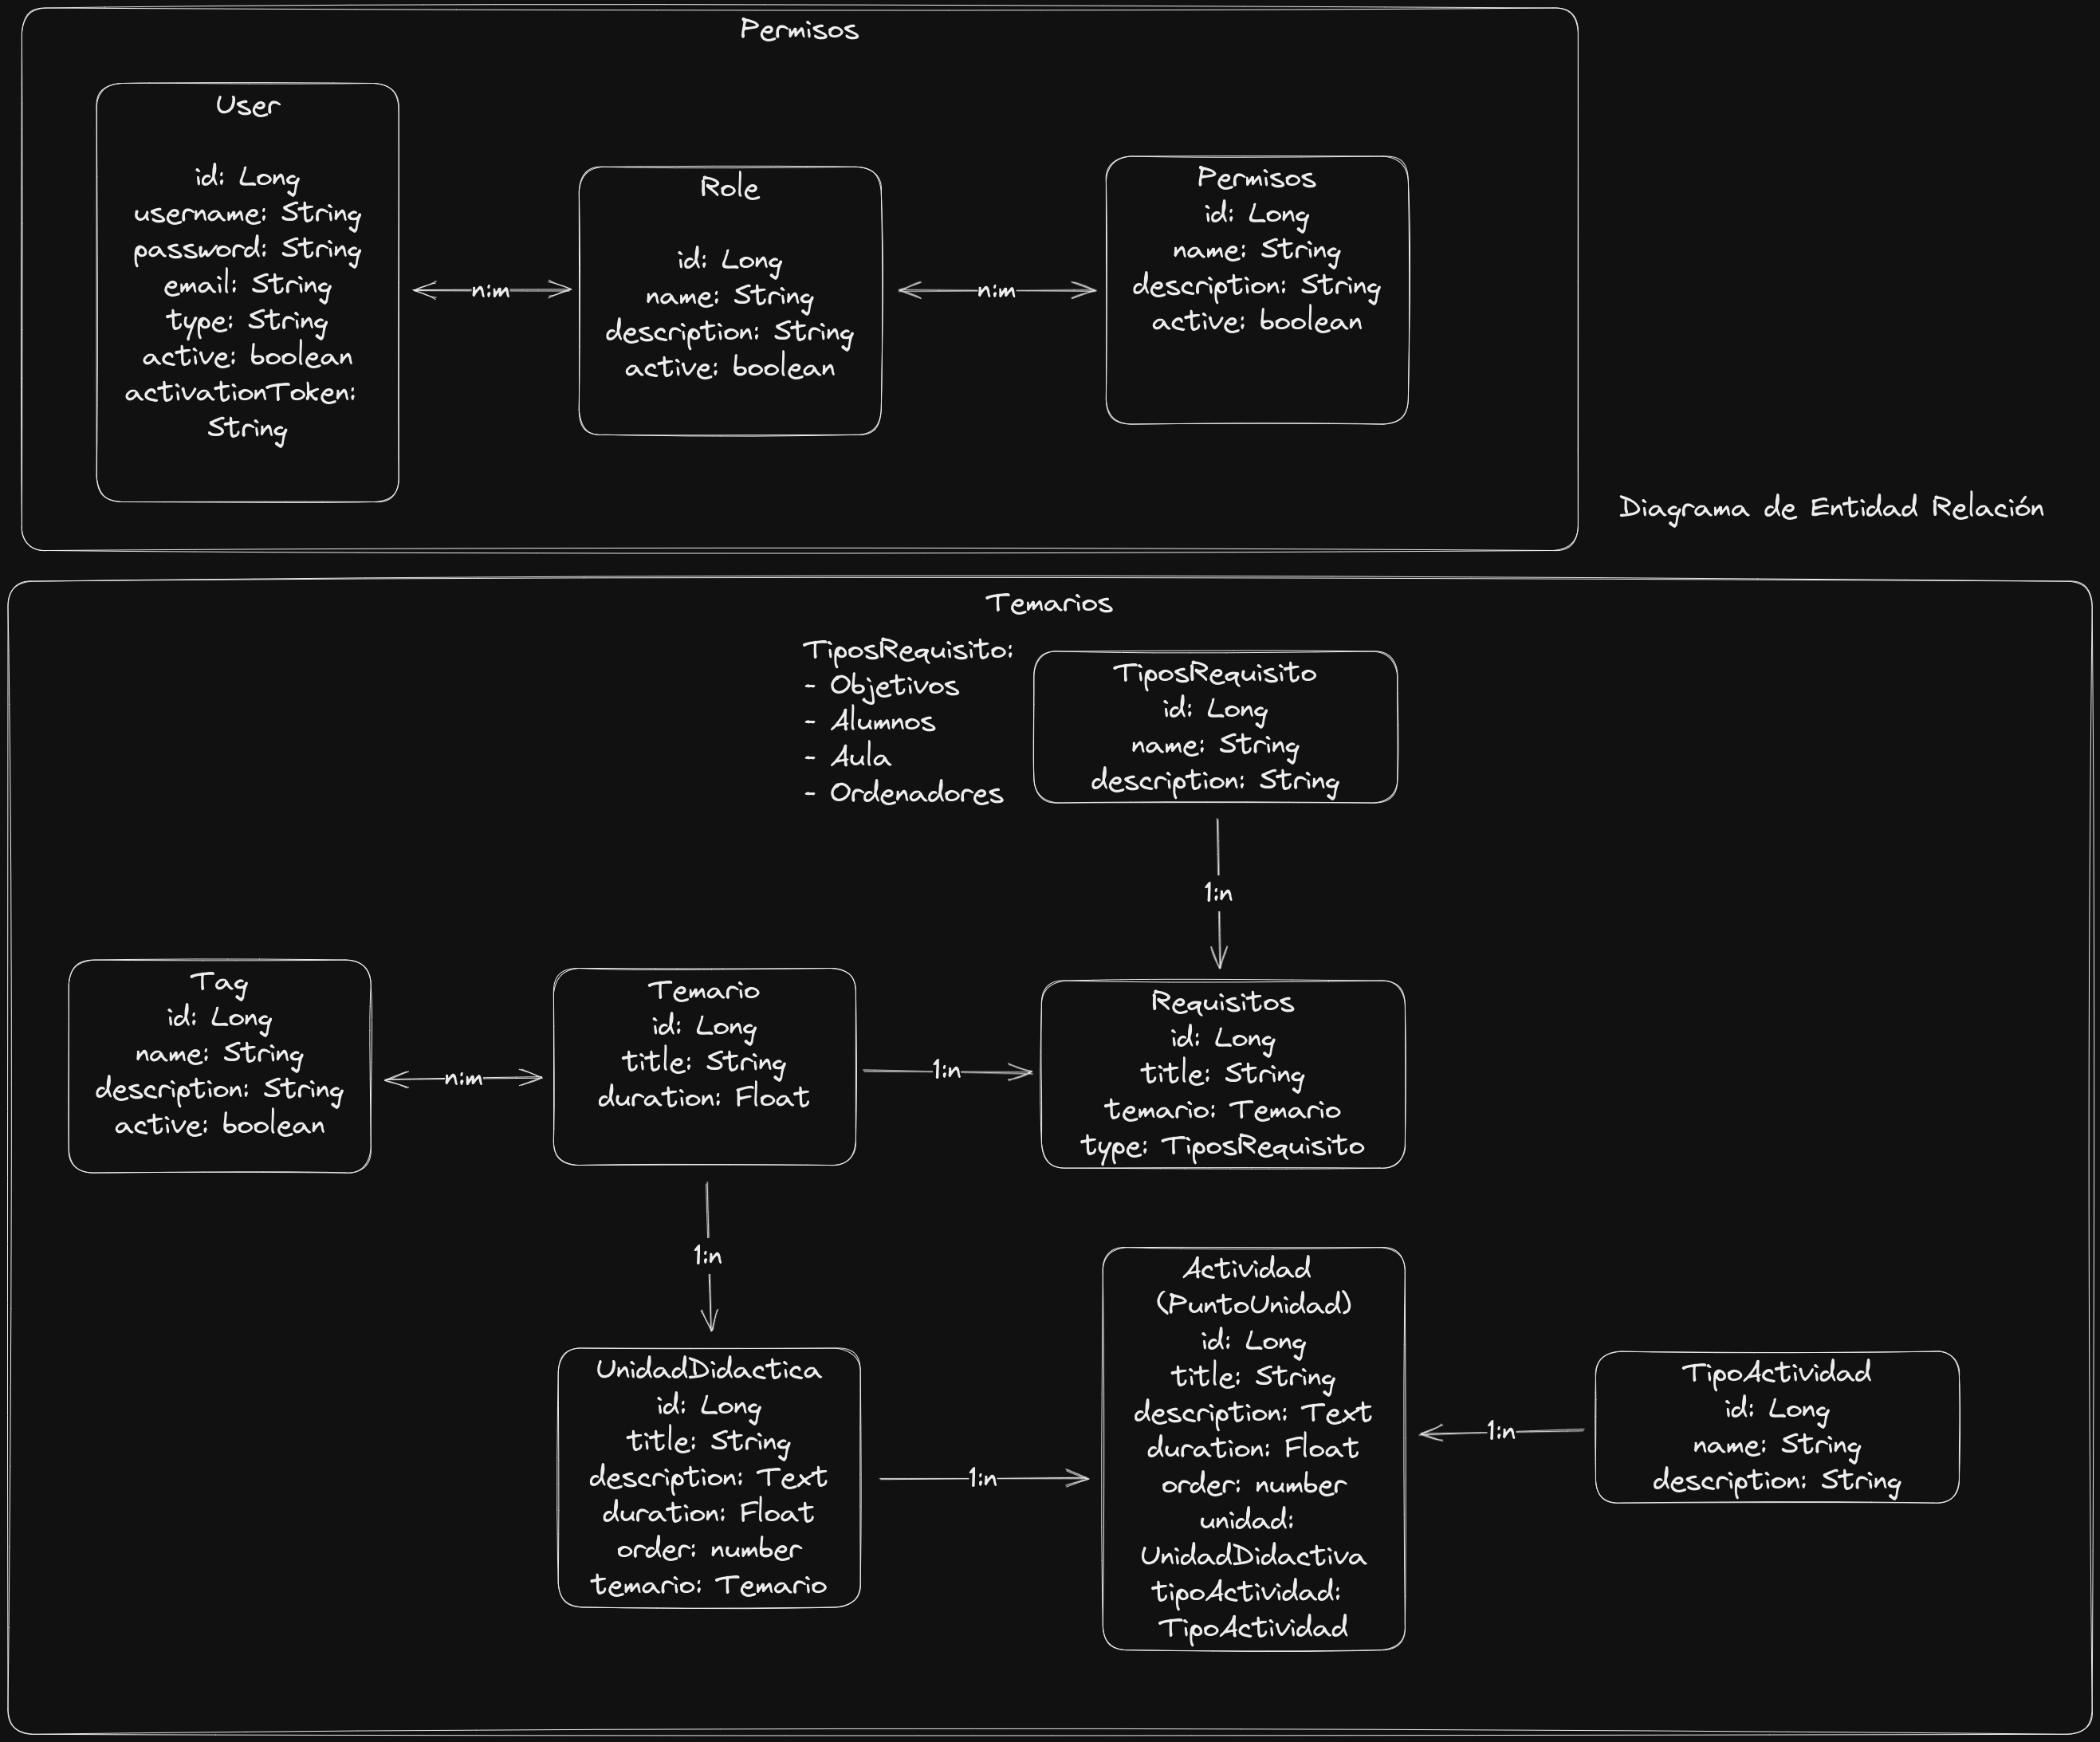 Permisos
User
id: Long
username: String
password: String
email: String
type: String
active: boolean
activationToken:
String
n:m
Role
id: Long
name: String
description: String
active: boolean
n:m
Permisos
id: Long
name: String
description: String
active: boolean
Diagrama de Entidad Relación
Temarios
TiposRequisito:
- Objetivos
- Alumnos
- Aula
- Ordenadores
TiposRequisito
id: Long
name: String
description: String
1:n
Tag
id: Long
name: String
description: String
active: boolean
n:m
Temario
id: Long
title: String
duration: Float
1:n
Requisitos
id: Long
title: String
temario: Temario
type: TiposRequisito
1:n
UnidadDidactica
id: Long
title: String
description: Text
duration: Float
order: number
temario: Temario
1:n
Actividad
(PuntoUnidad)
id: Long
title: String
description: Text
duration: Float
order: number
unidad:
UnidadDidactiva
tipoActividad:
TipoActividad
1:n
TipoActividad
id: Long
name: String
description: String